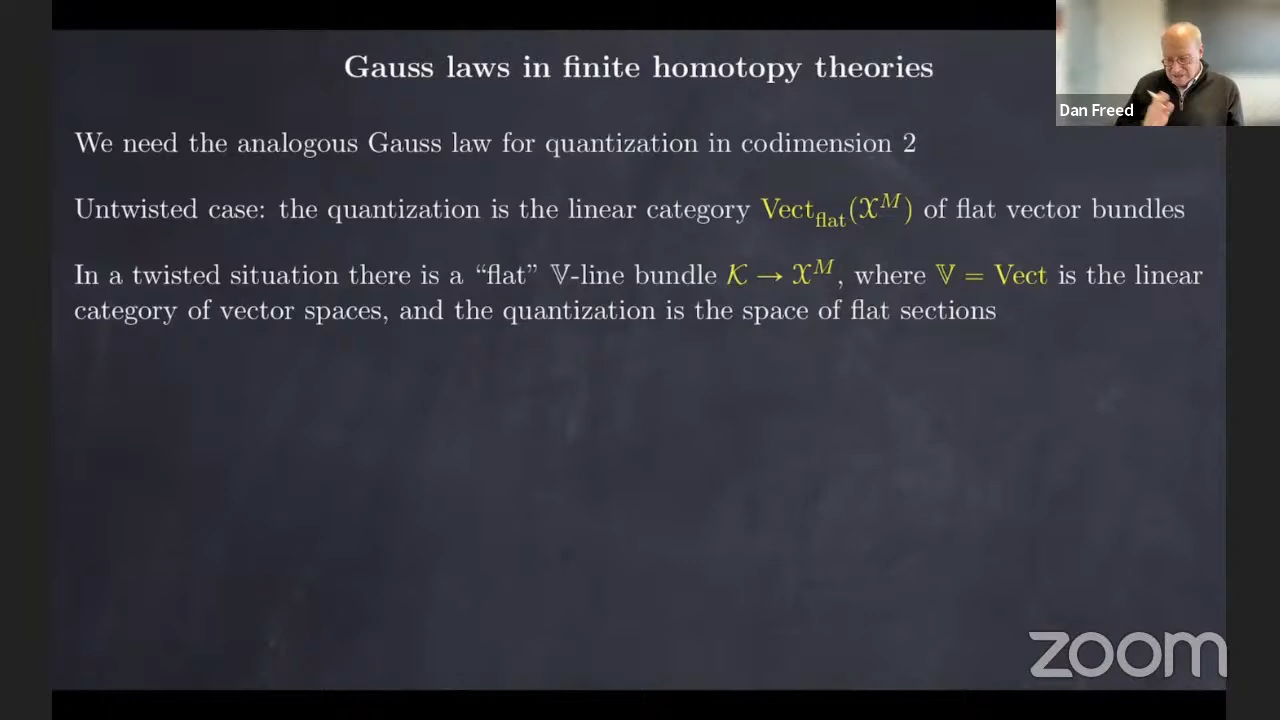 Gauss laws in finite homotopy theories
Dan Freed
We need the analogous Gauss law for quantization in codimension 2
Untwisted case: the quantization is the linear category Vect_flat(𝒳^M) of flat vector bundles
In a twisted situation there is a “flat” 𝕍-line bundle 𝒦 → 𝒳^M, where 𝕍 = Vect is the linear
category of vector spaces, and the quantization is the space of flat sections
zoom